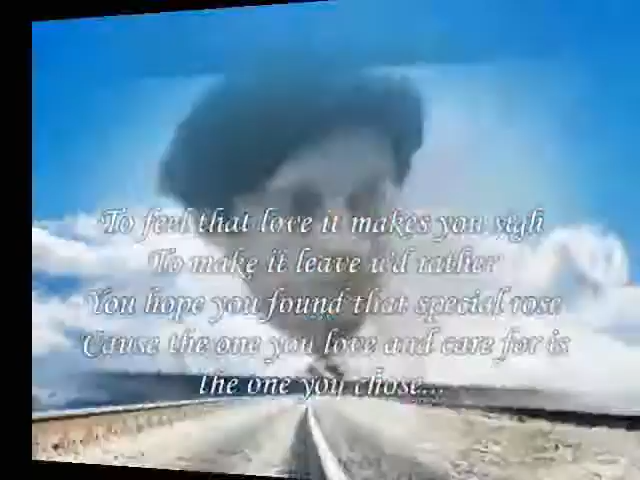 To feel that love it makes you sigh
To make it leave u'd rather
You hope you found that special rose
'Cause the one you love and care for is
the one you chose...